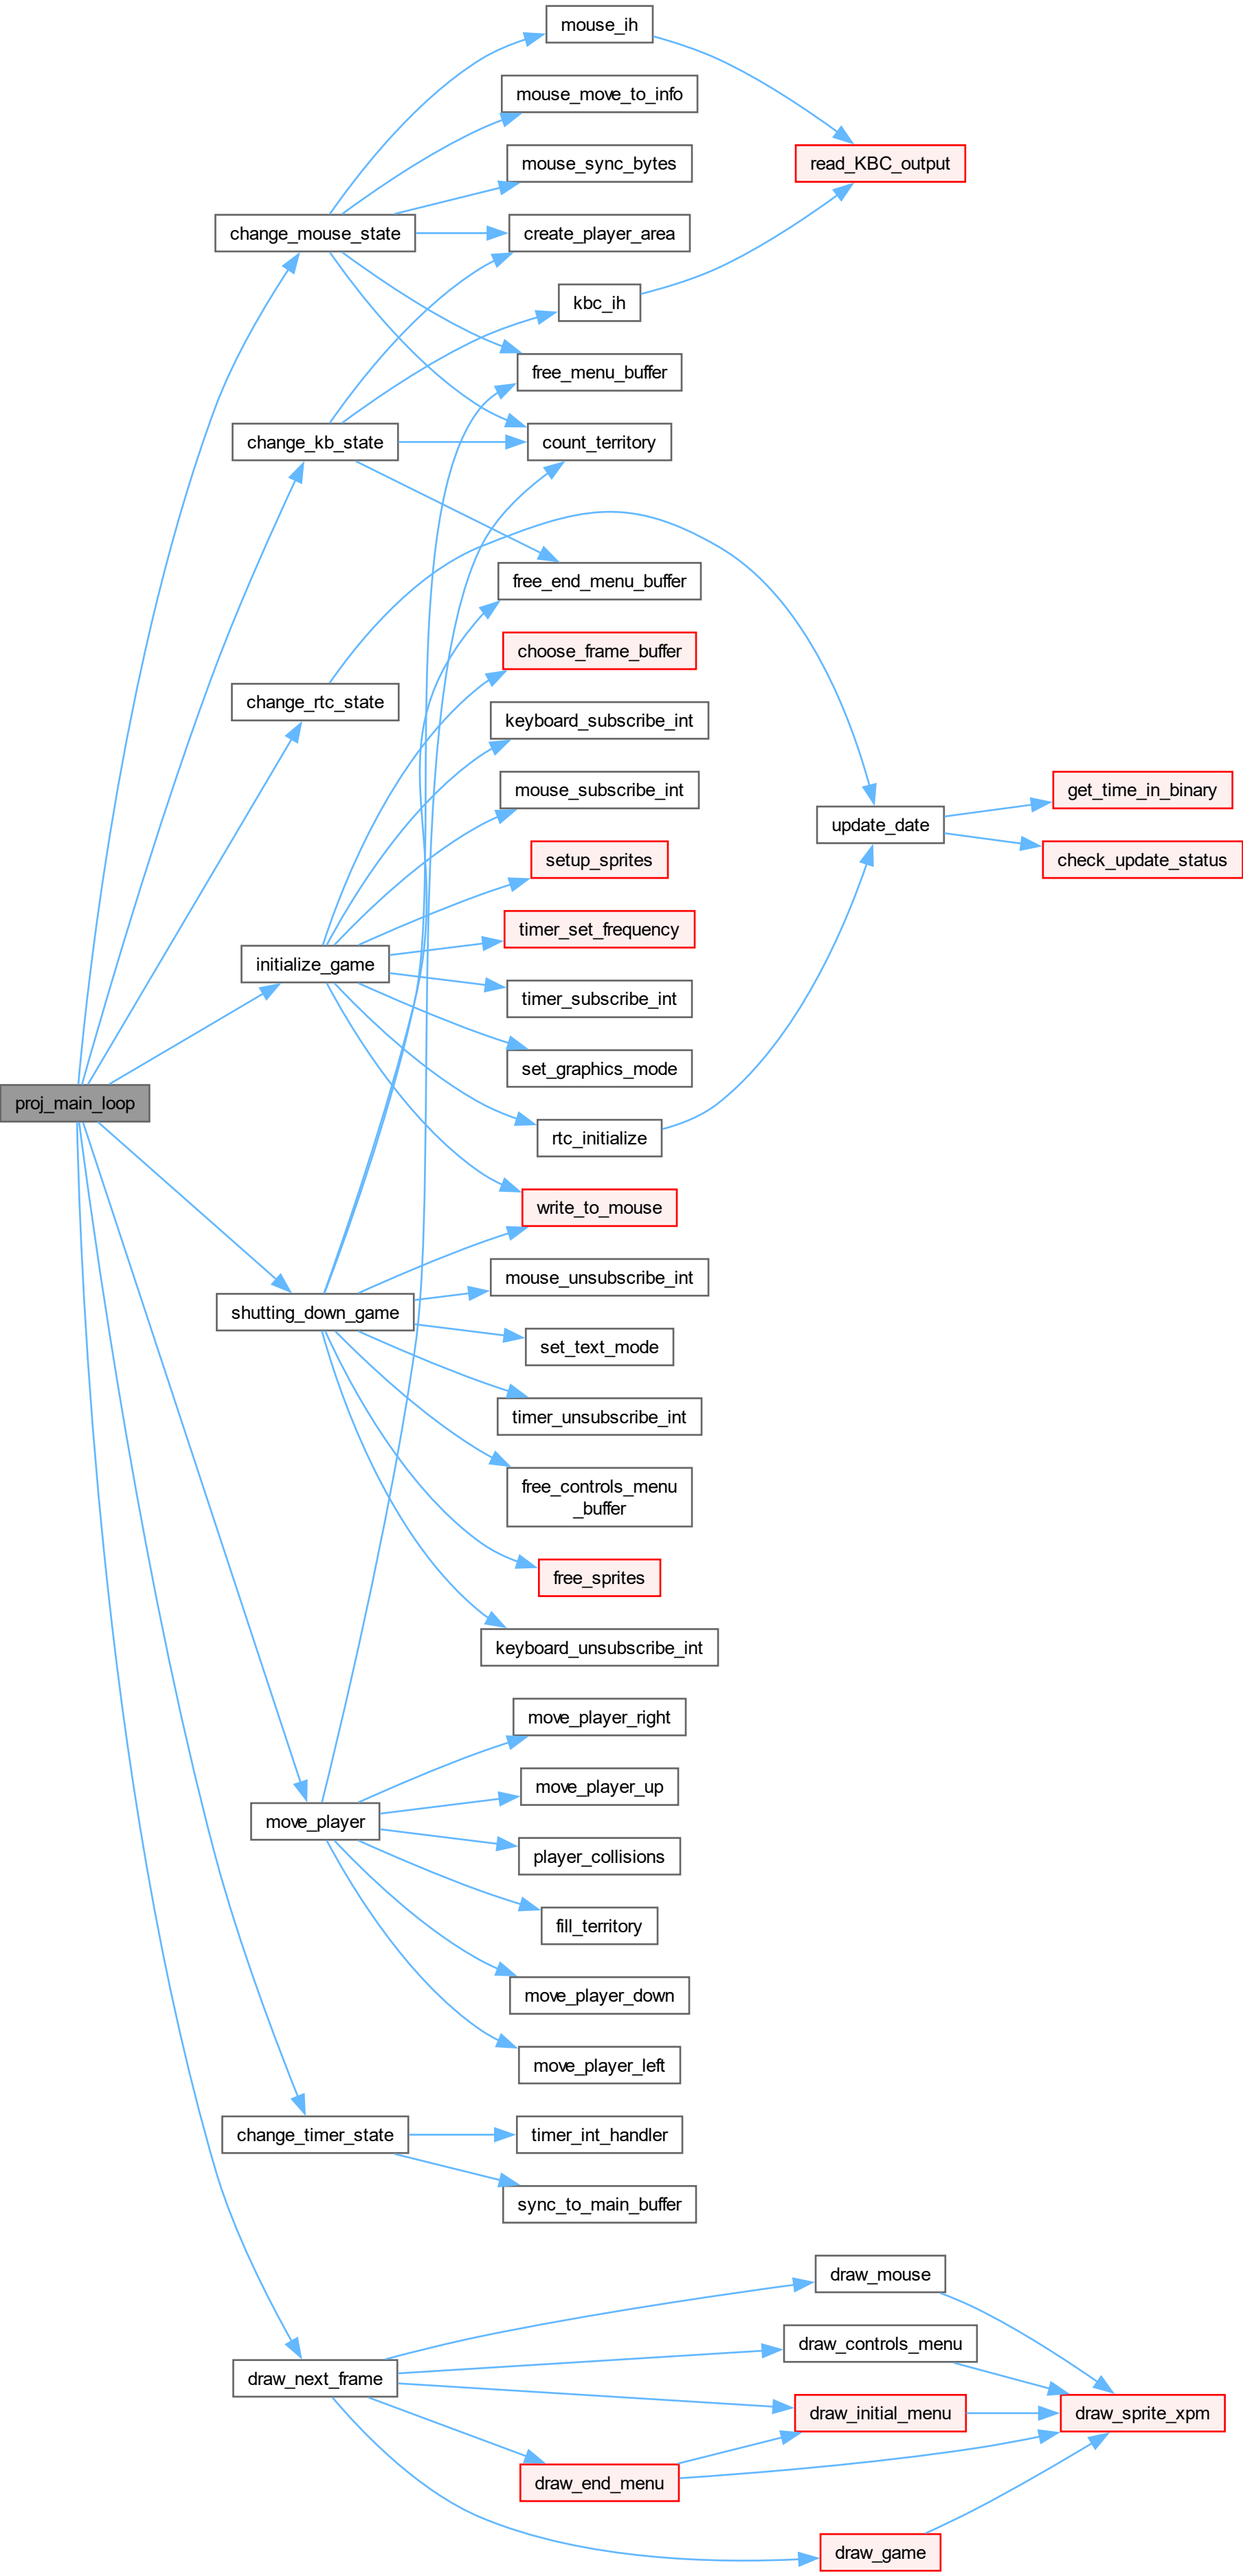 mouse_ih
mouse_move_to_info
mouse_sync_bytes
read_KBC_output
change_mouse_state
create_player_area
kbc_ih
free_menu_buffer
change_kb_state
count_territory
free_end_menu_buffer
choose_frame_buffer
change_rtc_state
keyboard_subscribe_int
mouse_subscribe_int
get_time_in_binary
update_date
setup_sprites
check_update_status
timer_set_frequency
initialize_game
timer_subscribe_int
set_graphics_mode
proj_main_loop
rtc_initialize
write_to_mouse
mouse_unsubscribe_int
shutting_down_game
set_text_mode
timer_unsubscribe_int
free_controls_menu
_buffer
free_sprites
keyboard_unsubscribe_int
move_player_right
move_player_up
move_player
player_collisions
fill_territory
move_player_down
move_player_left
change_timer_state
timer_int_handler
sync_to_main_buffer
draw_mouse
draw_controls_menu
draw_next_frame
draw_initial_menu
draw_sprite_xpm
draw_end_menu
draw_game